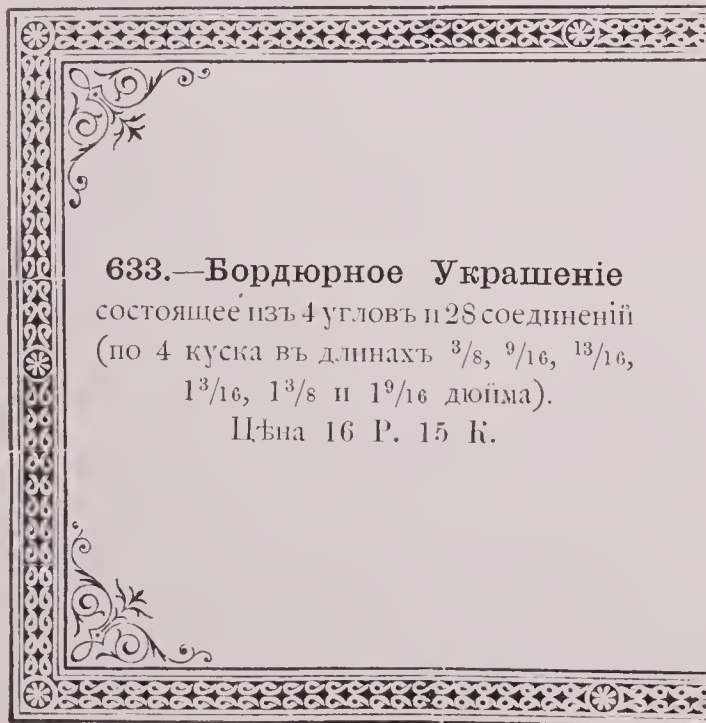 633.—Бордюрное Украшеніе
состоящее изъ 4 угловъ и 28 соединеній
(по 4 куска въ длинахъ 3/8, 9/16, 13/16,
1 3/16, 1 3/8 и 1 9/16 дюйма).
Цѣна 16 Р. 15 К.